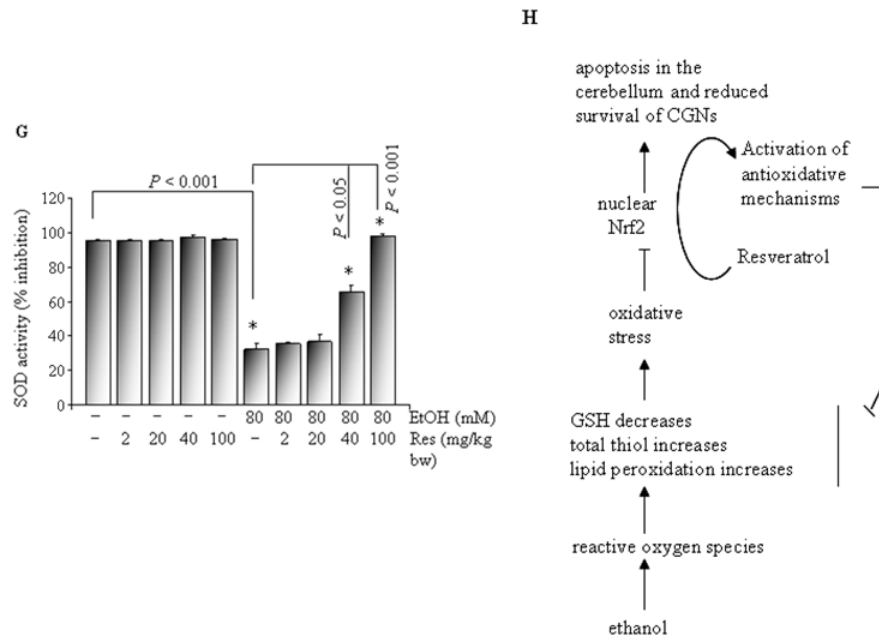 G
P < 0.001
P < 0.05
P < 0.001
SOD activity (% inhibition)
120
100
80
60
40
20
0
*
*
*
– – – – – 80 80 80 80 80 EtOH (mM)
– 2 20 40 100 – 2 20 40 100 Res (mg/kg
bw)
H
apoptosis in the
cerebellum and reduced
survival of CGNs
Activation of
antioxidative
mechanisms
nuclear
Nrf2
Resveratrol
oxidative
stress
GSH decreases
total thiol increases
lipid peroxidation increases
reactive oxygen species
ethanol